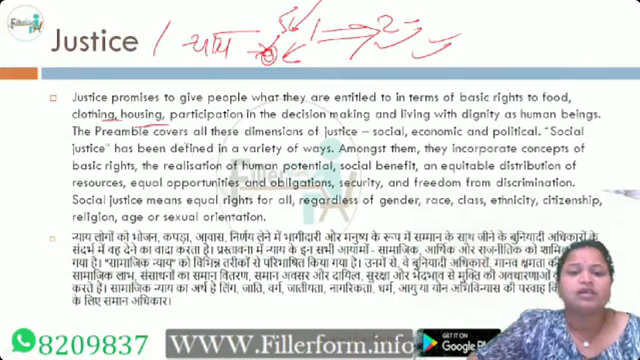 Filler
Justice / न्याय
Justice promises to give people what they are entitled to in terms of basic rights to food,
clothing, housing, participation in the decision making and living with dignity as human beings.
The Preamble covers all these dimensions of justice – social, economic and political. "Social
justice" has been defined in a variety of ways. Amongst them, they incorporate concepts of
basic rights, the realisation of human potential, social benefit, an equitable distribution of
resources, equal opportunities and obligations, security, and freedom from discrimination.
Social Justice means equal rights for all, regardless of gender, race, class, ethnicity, citizenship,
religion, age or sexual orientation.
न्याय लोगों को भोजन, कपड़ा, आवास, निर्णय लेने में भागीदारी और मनुष्य के रूप में सम्मान के साथ जीने के बुनियादी अधिकारों के
संदर्भ में वह देने का वादा करता है। प्रस्तावना में न्याय के इन सभी आयामों - सामाजिक, आर्थिक और राजनीतिक को
गया है। "सामाजिक न्याय" को विभिन्न तरीकों से परिभाषित किया गया है। उनमें से, वे बुनियादी अधिकारों, मानव क्षमता
सामाजिक लाभ, संसाधनों का समान वितरण, समान अवसर और दायित्व, सुरक्षा और भेदभाव से मुक्ति की अवधारणाओं
करते हैं। सामाजिक न्याय का अर्थ है लिंग, जाति, वर्ग, जातीयता, नागरिकता, धर्म, आयु या यौन अभिविन्यास की परवाह
के लिए समान अधिकार।
8209837
www.Fillerform.info
GET IT ON
Google